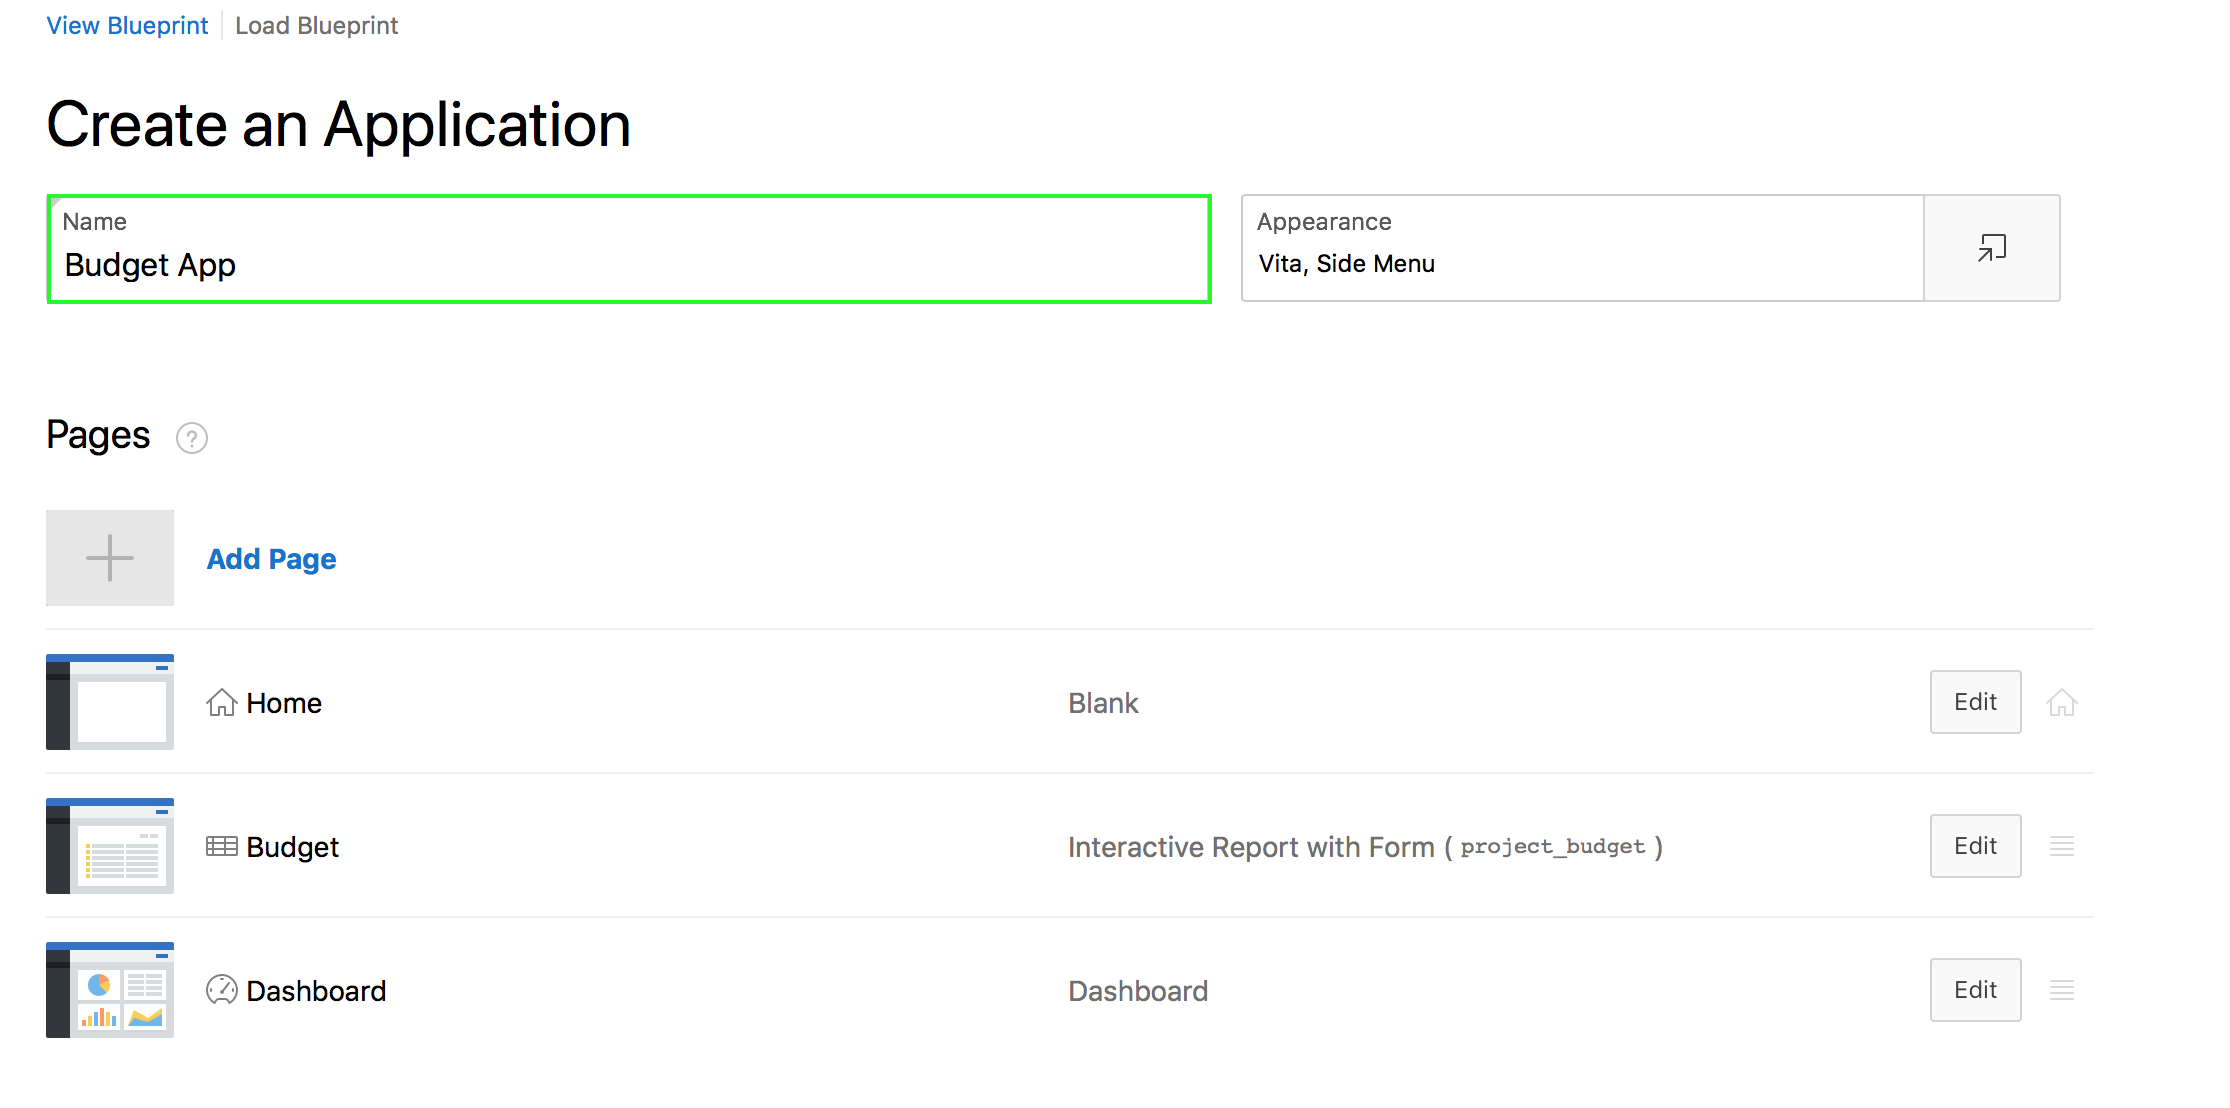 View Blueprint Load Blueprint
Create an Application
Name
Budget App
Appearance
Vita, Side Menu
Pages ?
Add Page
Home Blank Edit
Budget Interactive Report with Form ( project_budget ) Edit
Dashboard Dashboard Edit